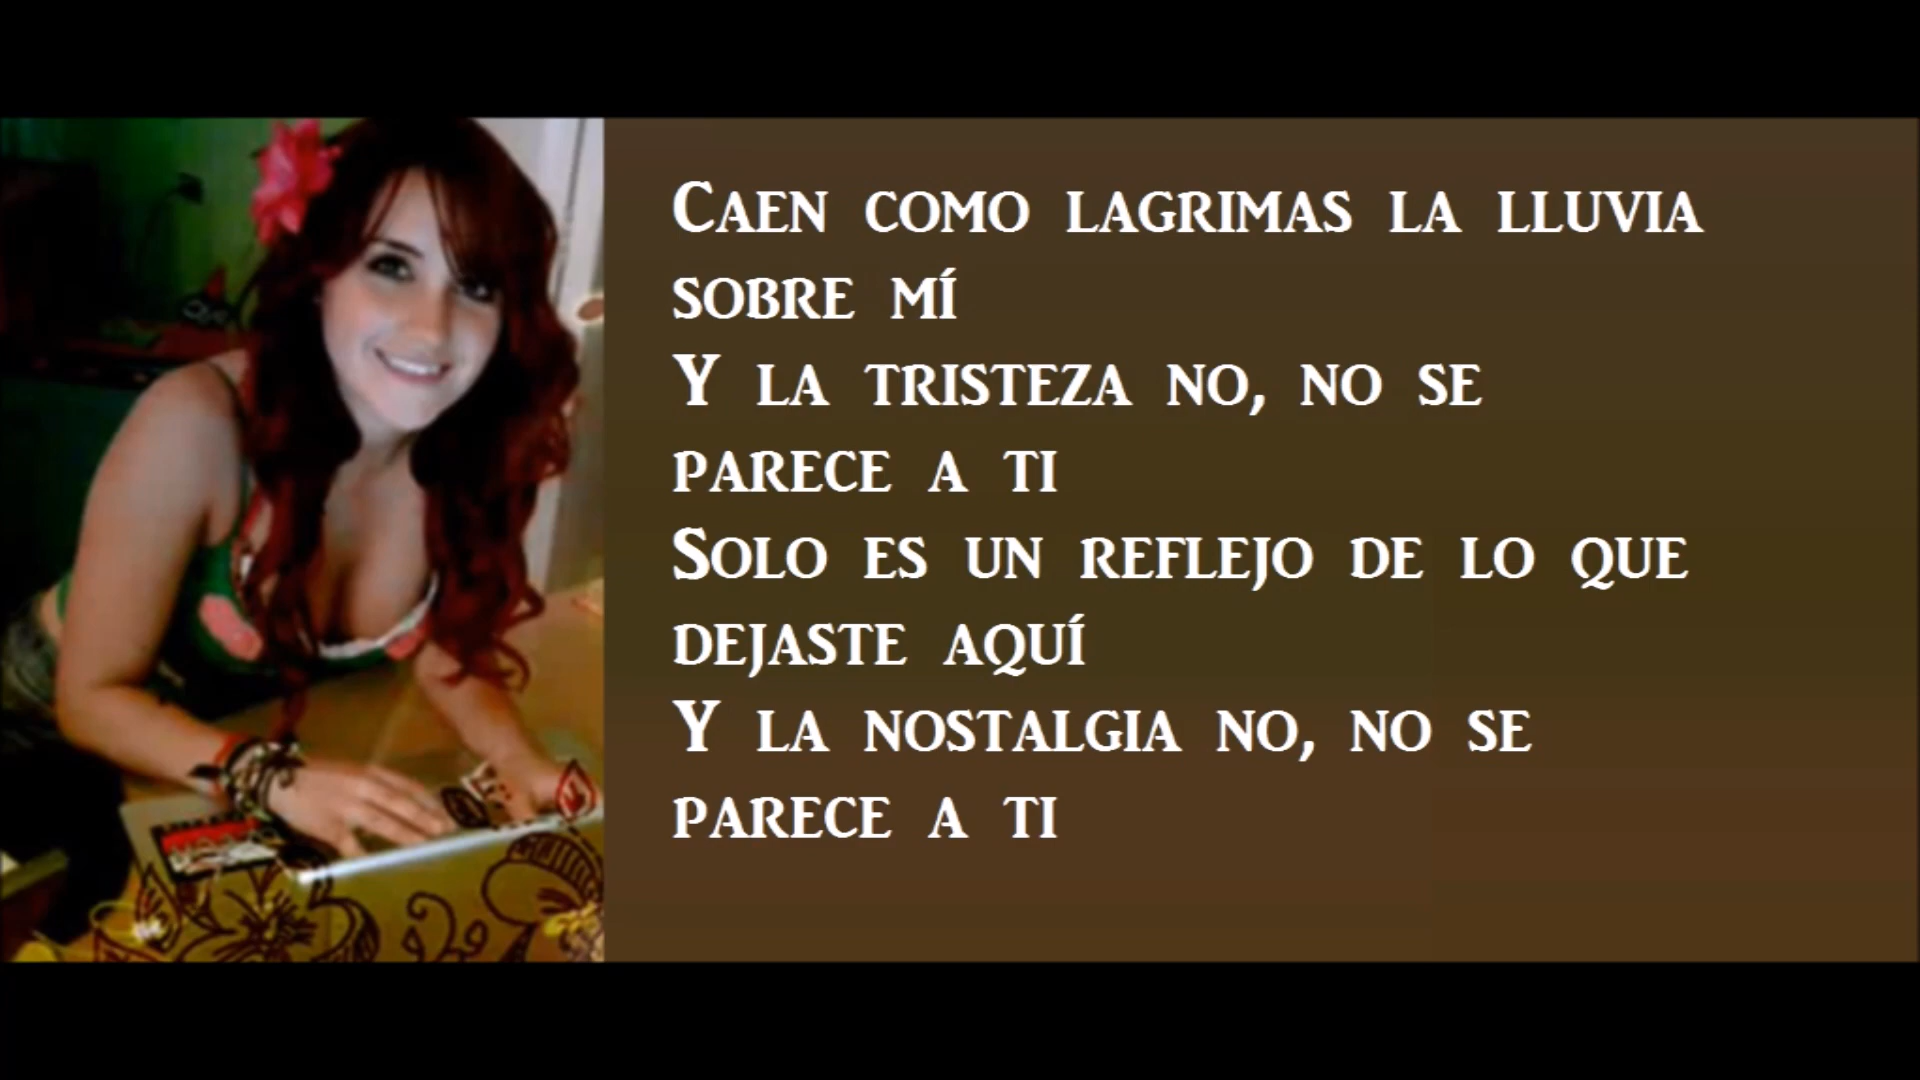 Caen como lagrimas la lluvia
sobre mí
Y la tristeza no, no se
parece a ti
Solo es un reflejo de lo que
dejaste aquí
Y la nostalgia no, no se
parece a ti